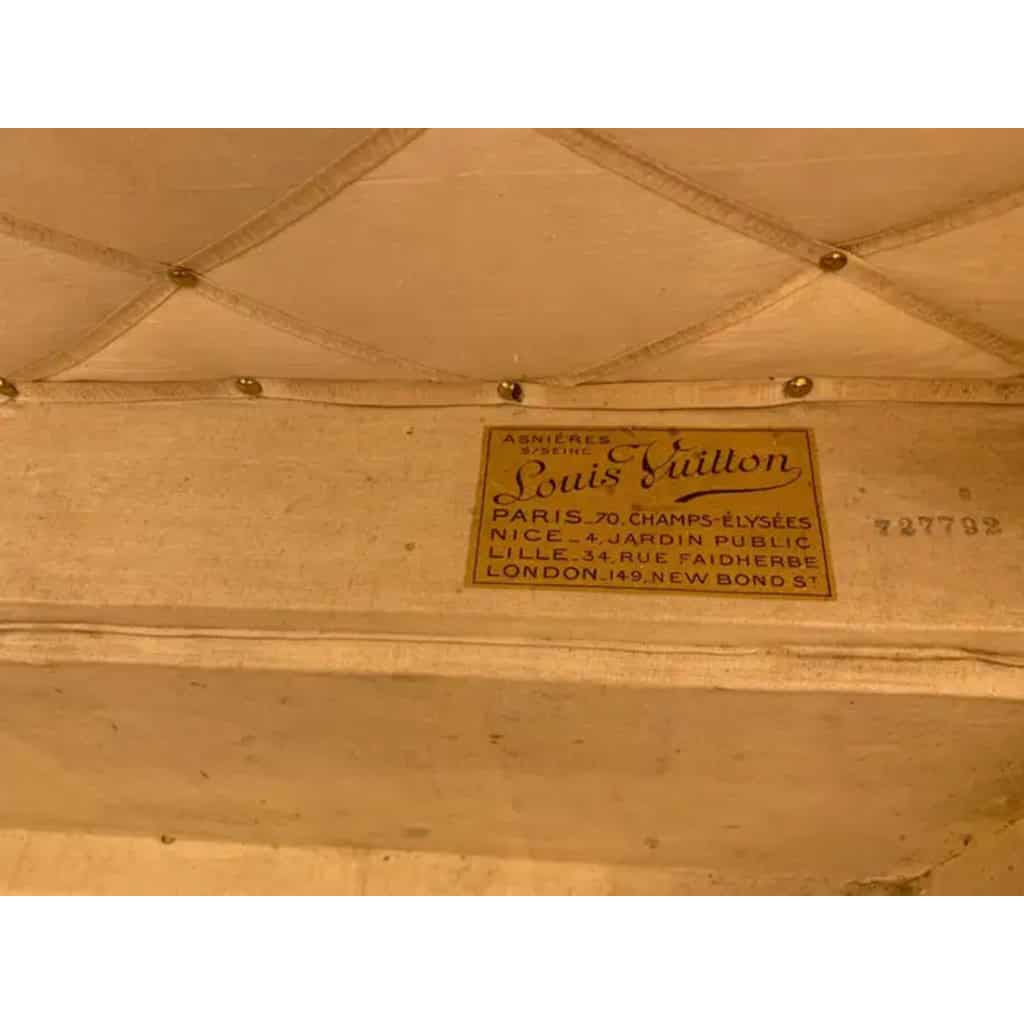 ASNIÈRES
S/SEINE
Louis Vuitton
PARIS_70, CHAMPS-ÉLYSÉES
NICE_4, JARDIN PUBLIC
LILLE_34, RUE FAIDHERBE
LONDON_149, NEW BOND ST
727792